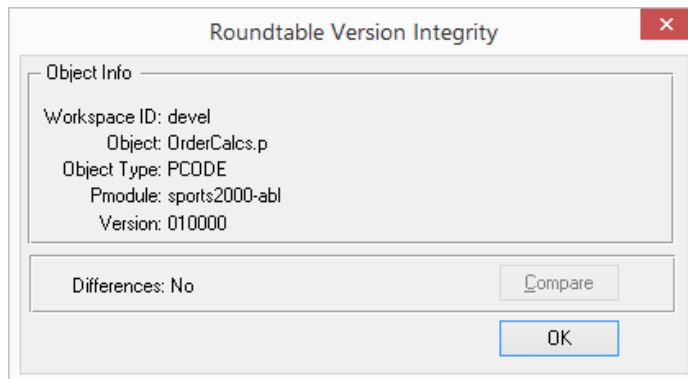 Roundtable Version Integrity
Object Info
Workspace ID: devel
Object: OrderCalcs.p
Object Type: PCODE
Pmodule: sports2000-abl
Version: 010000
Differences: No
Compare
OK